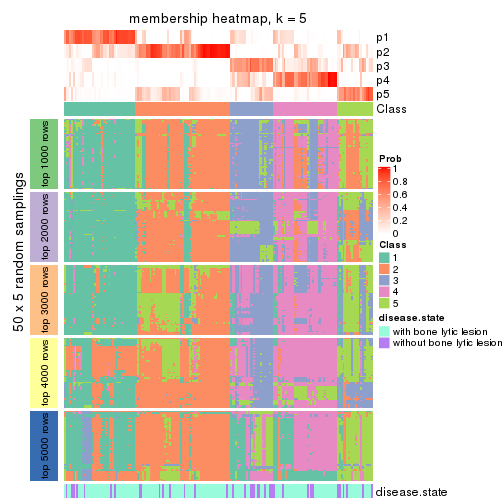 membership heatmap, k = 5
p1
p2
p3
p4
p5
Class
50 x 5 random samplings
top 1000 rows
top 2000 rows
top 3000 rows
top 4000 rows
top 5000 rows
disease.state
Prob
1
0.8
0.6
0.4
0.2
0
Class
1
2
3
4
5
disease.state
with bone lytic lesion
without bone lytic lesion